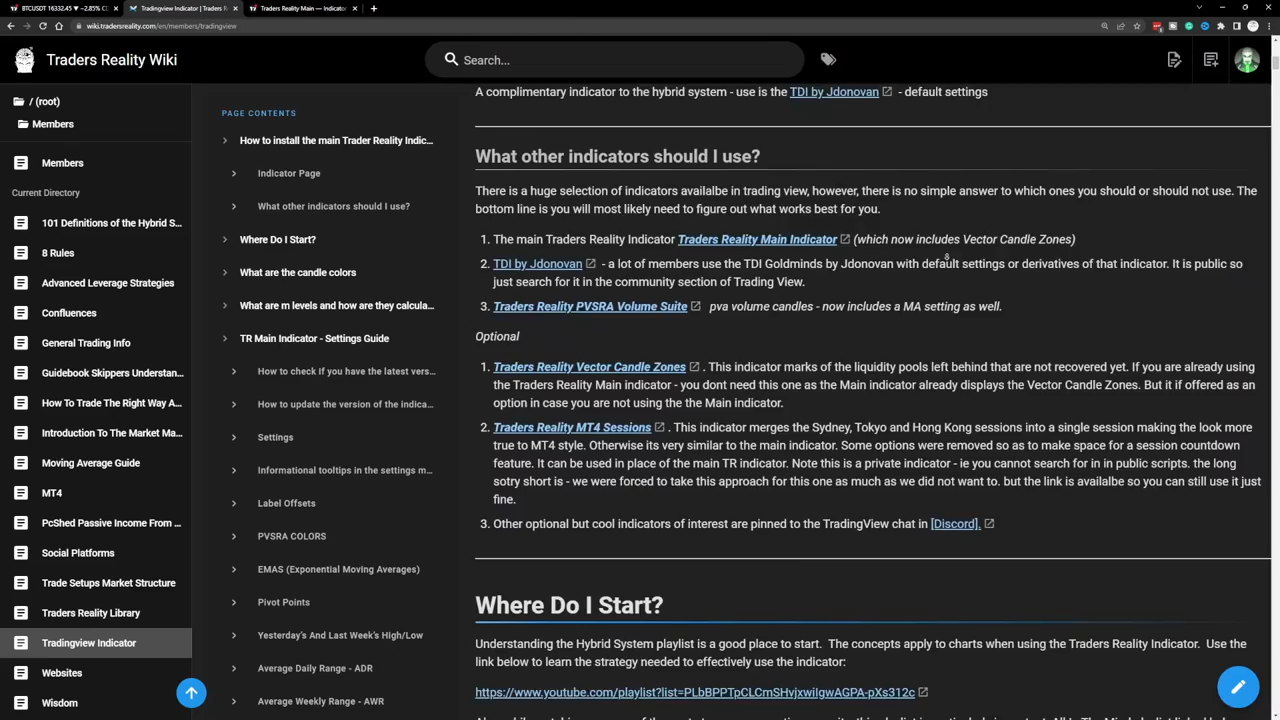 BTCUSDT 16332.45 ▼ −2.85% C
Tradingview Indicator | Traders R
Traders Reality Main — Indicator
wiki.tradersreality.com/en/members/tradingview
Traders Reality Wiki
Search...
/ (root)
Members
Members
Current Directory
101 Definitions of the Hybrid S...
8 Rules
Advanced Leverage Strategies
Confluences
General Trading Info
Guidebook Skippers Understan...
How To Trade The Right Way A...
Introduction To The Market Ma...
Moving Average Guide
MT4
PcShed Passive Income From ...
Social Platforms
Trade Setups Market Structure
Traders Reality Library
Tradingview Indicator
Websites
Wisdom
PAGE CONTENTS
How to install the main Trader Reality Indic...
Indicator Page
What other indicators should I use?
Where Do I Start?
What are the candle colors
What are m levels and how are they calcula...
TR Main Indicator - Settings Guide
How to check if you have the latest vers...
How to update the version of the indica...
Settings
Informational tooltips in the settings m...
Label Offsets
PVSRA COLORS
EMAS (Exponential Moving Averages)
Pivot Points
Yesterday's And Last Week's High/Low
Average Daily Range - ADR
Average Weekly Range - AWR
A complimentary indicator to the hybrid system - use is the TDI by Jdonovan - default settings
What other indicators should I use?
There is a huge selection of indicators availalbe in trading view, however, there is no simple answer to which ones you should or should not use. The
bottom line is you will most likely need to figure out what works best for you.
1. The main Traders Reality Indicator Traders Reality Main Indicator (which now includes Vector Candle Zones)
2. TDI by Jdonovan - a lot of members use the TDI Goldminds by Jdonovan with default settings or derivatives of that indicator. It is public so
just search for it in the community section of Trading View.
3. Traders Reality PVSRA Volume Suite pva volume candles - now includes a MA setting as well.
Optional
1. Traders Reality Vector Candle Zones . This indicator marks of the liquidity pools left behind that are not recovered yet. If you are already using
the Traders Reality Main indicator - you dont need this one as the Main indicator already displays the Vector Candle Zones. But it if offered as an
option in case you are not using the the Main indicator.
2. Traders Reality MT4 Sessions . This indicator merges the Sydney, Tokyo and Hong Kong sessions into a single session making the look more
true to MT4 style. Otherwise its very similar to the main indicator. Some options were removed so as to make space for a session countdown
feature. It can be used in place of the main TR indicator. Note this is a private indicator - ie you cannot search for in in public scripts. the long
sotry short is - we were forced to take this approach for this one as much as we did not want to. but the link is availalbe so you can still use it just
fine.
3. Other optional but cool indicators of interest are pinned to the TradingView chat in [Discord].
Where Do I Start?
Understanding the Hybrid System playlist is a good place to start. The concepts apply to charts when using the Traders Reality Indicator. Use the
link below to learn the strategy needed to effectively use the indicator:
https://www.youtube.com/playlist?list=PLbBPPTpCLCmSHvjxwiIgwAGPA-pXs312c